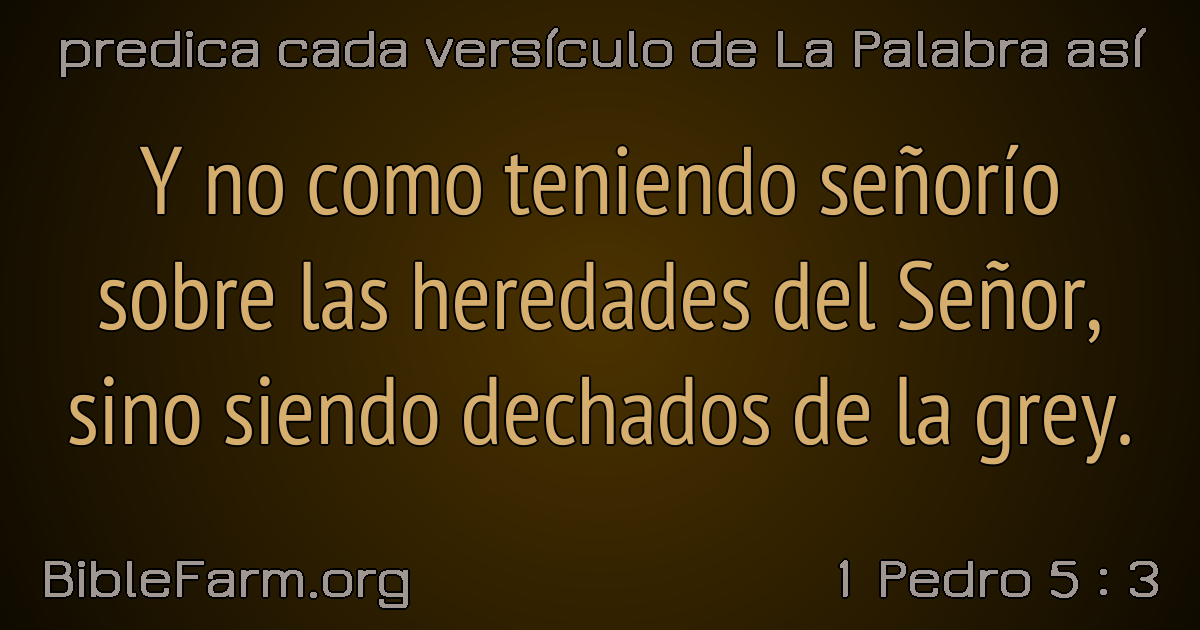 predica cada versículo de La Palabra así
Y no como teniendo señorío
sobre las heredades del Señor,
sino siendo dechados de la grey.
BibleFarm.org
1 Pedro 5 : 3